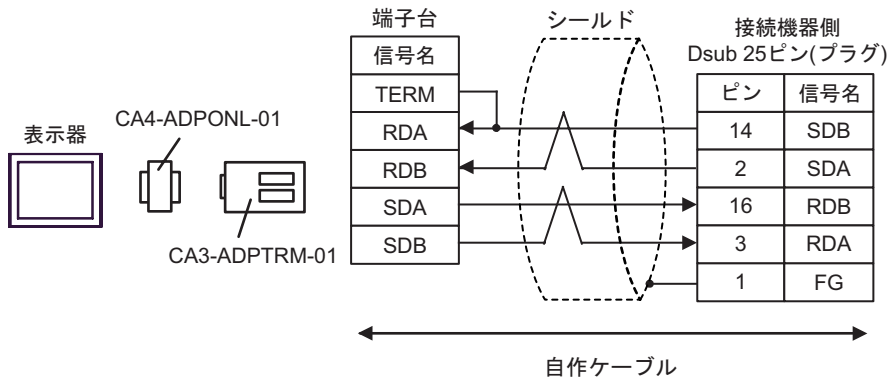 端子台
シールド
接続機器側
Dsub 25ピン(プラグ)
信号名
ピン 信号名
TERM
RDA 14 SDB
RDB 2 SDA
SDA 16 RDB
SDB 3 RDA
1 FG
表示器
CA4-ADPONL-01
CA3-ADPTRM-01
自作ケーブル